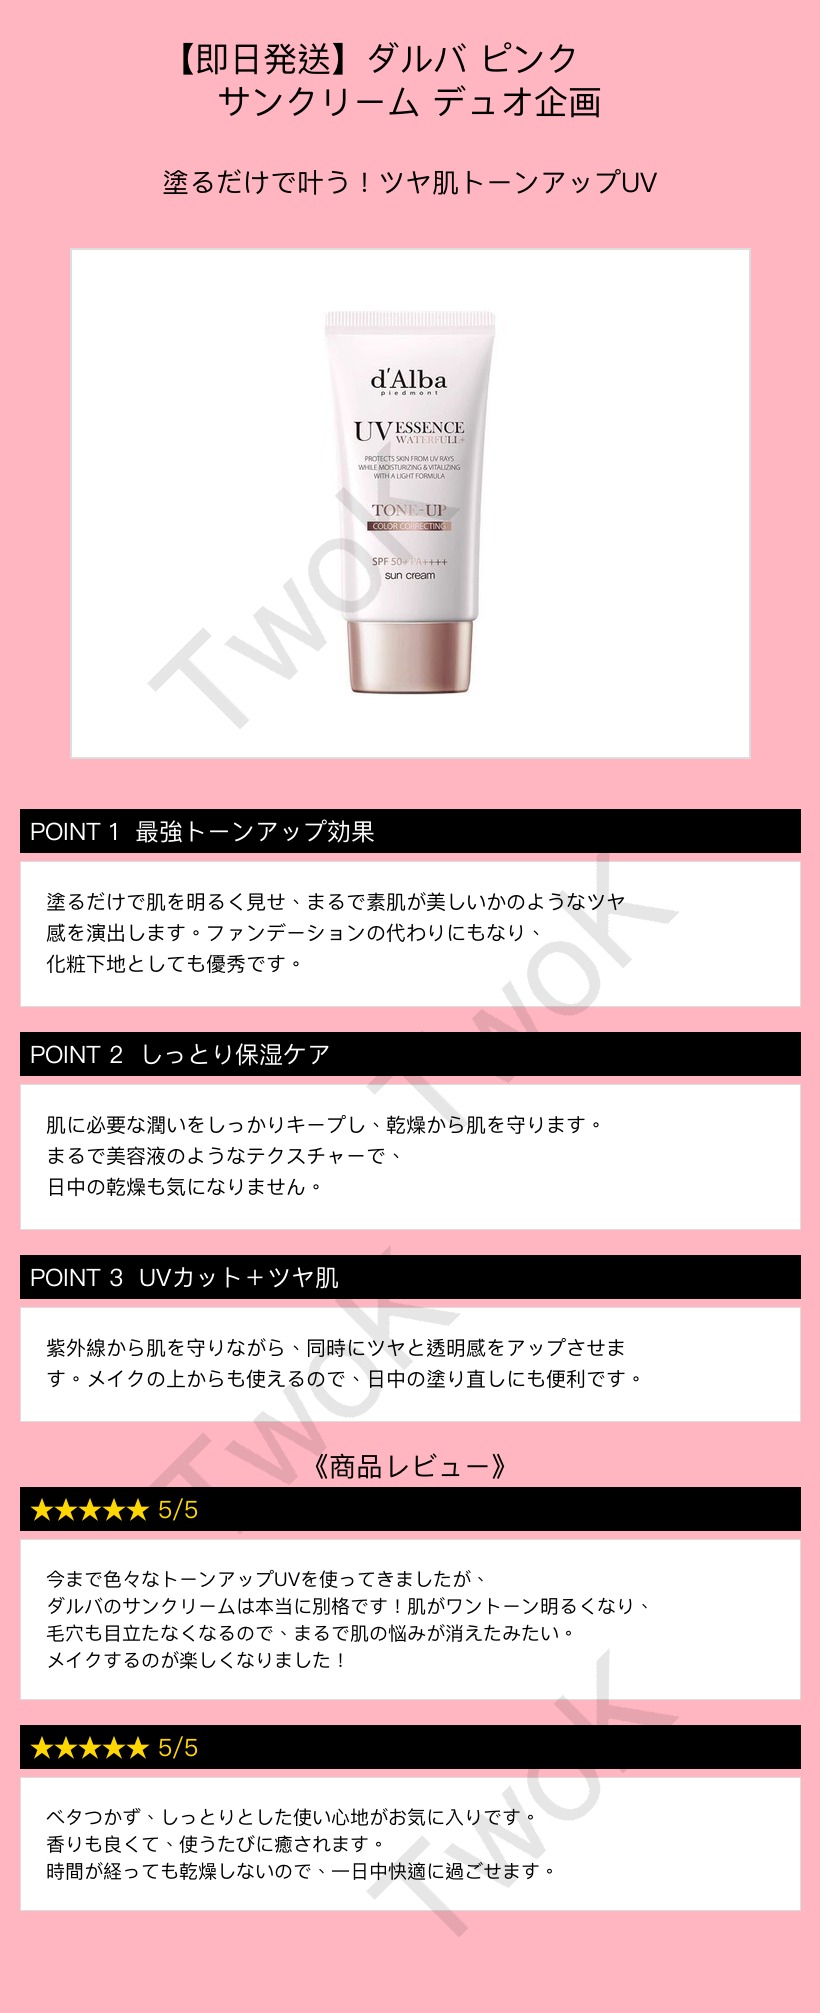 【即日発送】ダルバ ピンク
サンクリーム デュオ企画
塗るだけで叶う！ツヤ肌トーンアップUV
d'Alba
piedmont
UV ESSENCE
WATERFULL+
PROTECTS SKIN FROM UV RAYS
WHILE MOISTURIZING & VITALIZING
WITH A LIGHT FORMULA
TONE-UP
COLOR CORRECTING
SPF 50+ PA++++
sun cream
TwoK
POINT 1 最強トーンアップ効果
塗るだけで肌を明るく見せ、まるで素肌が美しいかのようなツヤ
感を演出します。ファンデーションの代わりにもなり、
化粧下地としても優秀です。
TwoK
POINT 2 しっとり保湿ケア
肌に必要な潤いをしっかりキープし、乾燥から肌を守ります。
まるで美容液のようなテクスチャーで、
日中の乾燥も気になりません。
POINT 3 UVカット＋ツヤ肌
紫外線から肌を守りながら、同時にツヤと透明感をアップさせま
す。メイクの上からも使えるので、日中の塗り直しにも便利です。
TwoK
《商品レビュー》
★★★★★ 5/5
今まで色々なトーンアップUVを使ってきましたが、
ダルバのサンクリームは本当に別格です！肌がワントーン明るくなり、
毛穴も目立たなくなるので、まるで肌の悩みが消えたみたい。
メイクするのが楽しくなりました！
★★★★★ 5/5
ベタつかず、しっとりとした使い心地がお気に入りです。
香りも良くて、使うたびに癒されます。
時間が経っても乾燥しないので、一日中快適に過ごせます。
TwoK